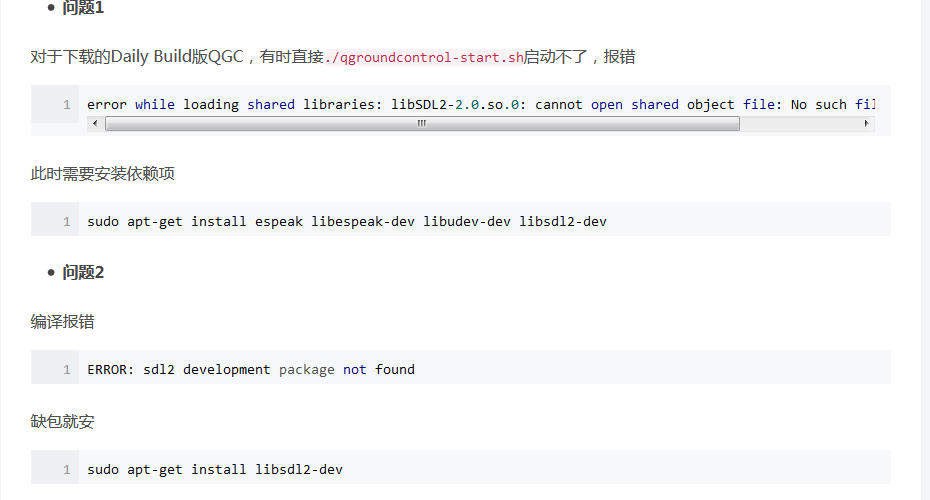 • 问题1
对于下载的Daily Build版QGC，有时直接./qgroundcontrol-start.sh启动不了，报错
1 error while loading shared libraries: libSDL2-2.0.so.0: cannot open shared object file: No such fil
此时需要安装依赖项
1 sudo apt-get install espeak libespeak-dev libudev-dev libsdl2-dev
• 问题2
编译报错
1 ERROR: sdl2 development package not found
缺包就安
1 sudo apt-get install libsdl2-dev